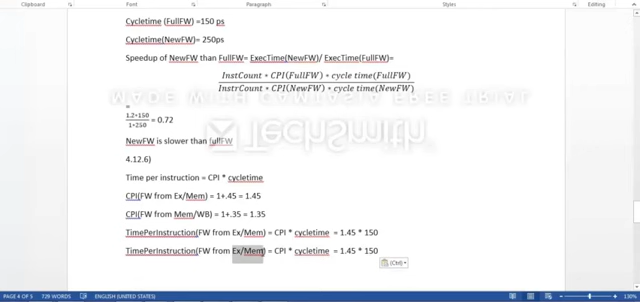 Clipboard
Font
Paragraph
Styles
Editing
Cycletime (FullFW) =150 ps
Cycletime(NewFW) = 250ps
Speedup of NewFW than FullFW= ExecTime(NewFW)/ ExecTime(FullFW)=
InstCount ∗ CPI(FullFW) ∗ cycle time(FullFW)
InstrCount ∗ CPI(NewFW) ∗ cycle time(NewFW)
=
1.2∗150
1∗250
= 0.72
MADE WITH CAMTASIA FREE TRIAL
TechSmith
NewFW is slower than fullFW
4.12.6)
Time per instruction = CPI * cycletime
CPI(FW from Ex/Mem) = 1+.45 = 1.45
CPI(FW from Mem/WB) = 1+.35 = 1.35
TimePerInstruction(FW from Ex/Mem) = CPI * cycletime = 1.45 * 150
TimePerInstruction(FW from Ex/Mem) = CPI * cycletime = 1.45 * 150
(Ctrl)
PAGE 4 OF 5
729 WORDS
ENGLISH (UNITED STATES)
130%